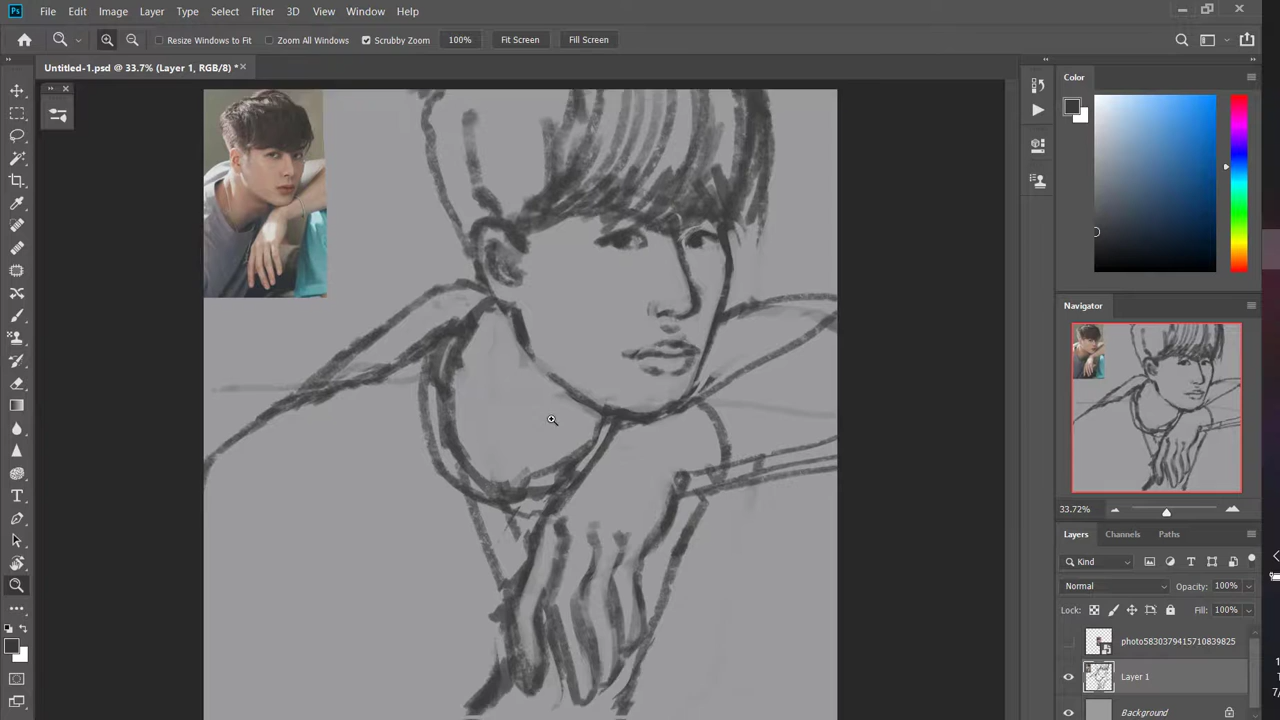 Ps File Edit Image Layer Type Select Filter 3D View Window Help
Resize Windows to Fit Zoom All Windows Scrubby Zoom 100% Fit Screen Fill Screen
Untitled-1.psd @ 33.7% (Layer 1, RGB/8) *
Color
Navigator
33.72%
Layers Channels Paths
Kind
Normal Opacity: 100%
Lock: Fill: 100%
photo5830379415710839825
Layer 1
Background